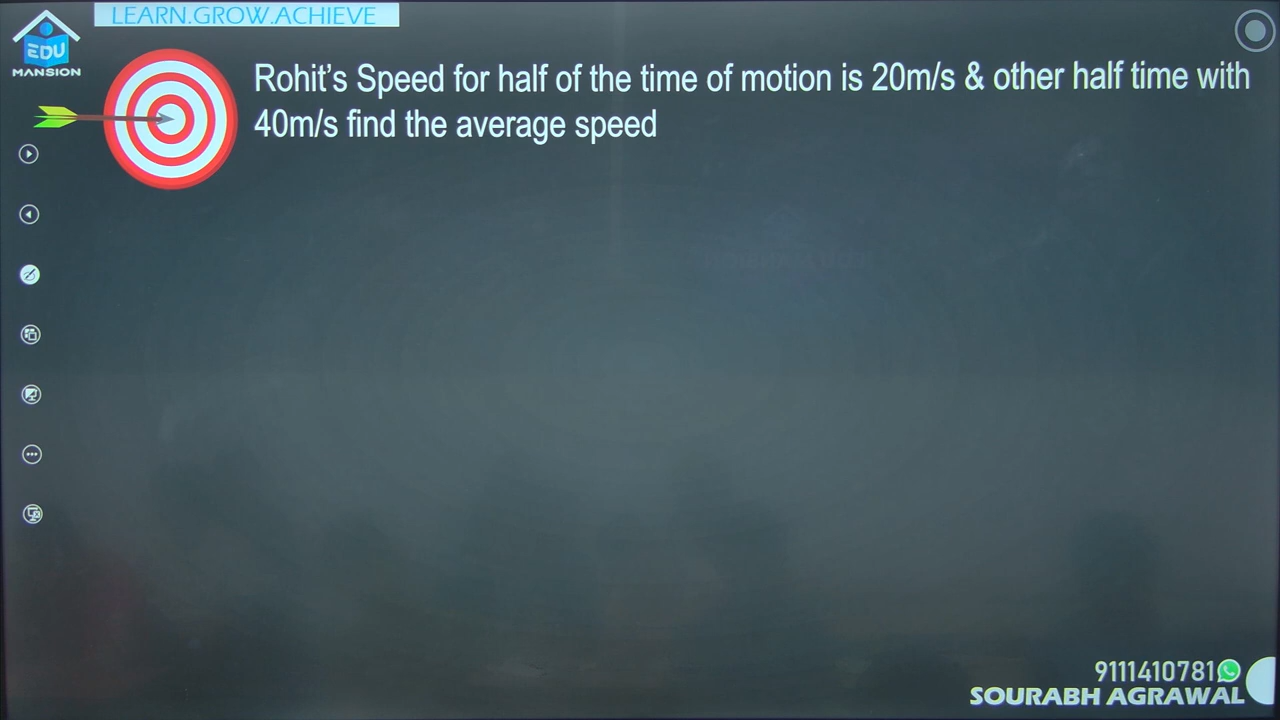 LEARN.GROW.ACHIEVE
EDU
MANSION
Rohit’s Speed for half of the time of motion is 20m/s & other half time with
40m/s find the average speed
9111410781
SOURABH AGRAWAL